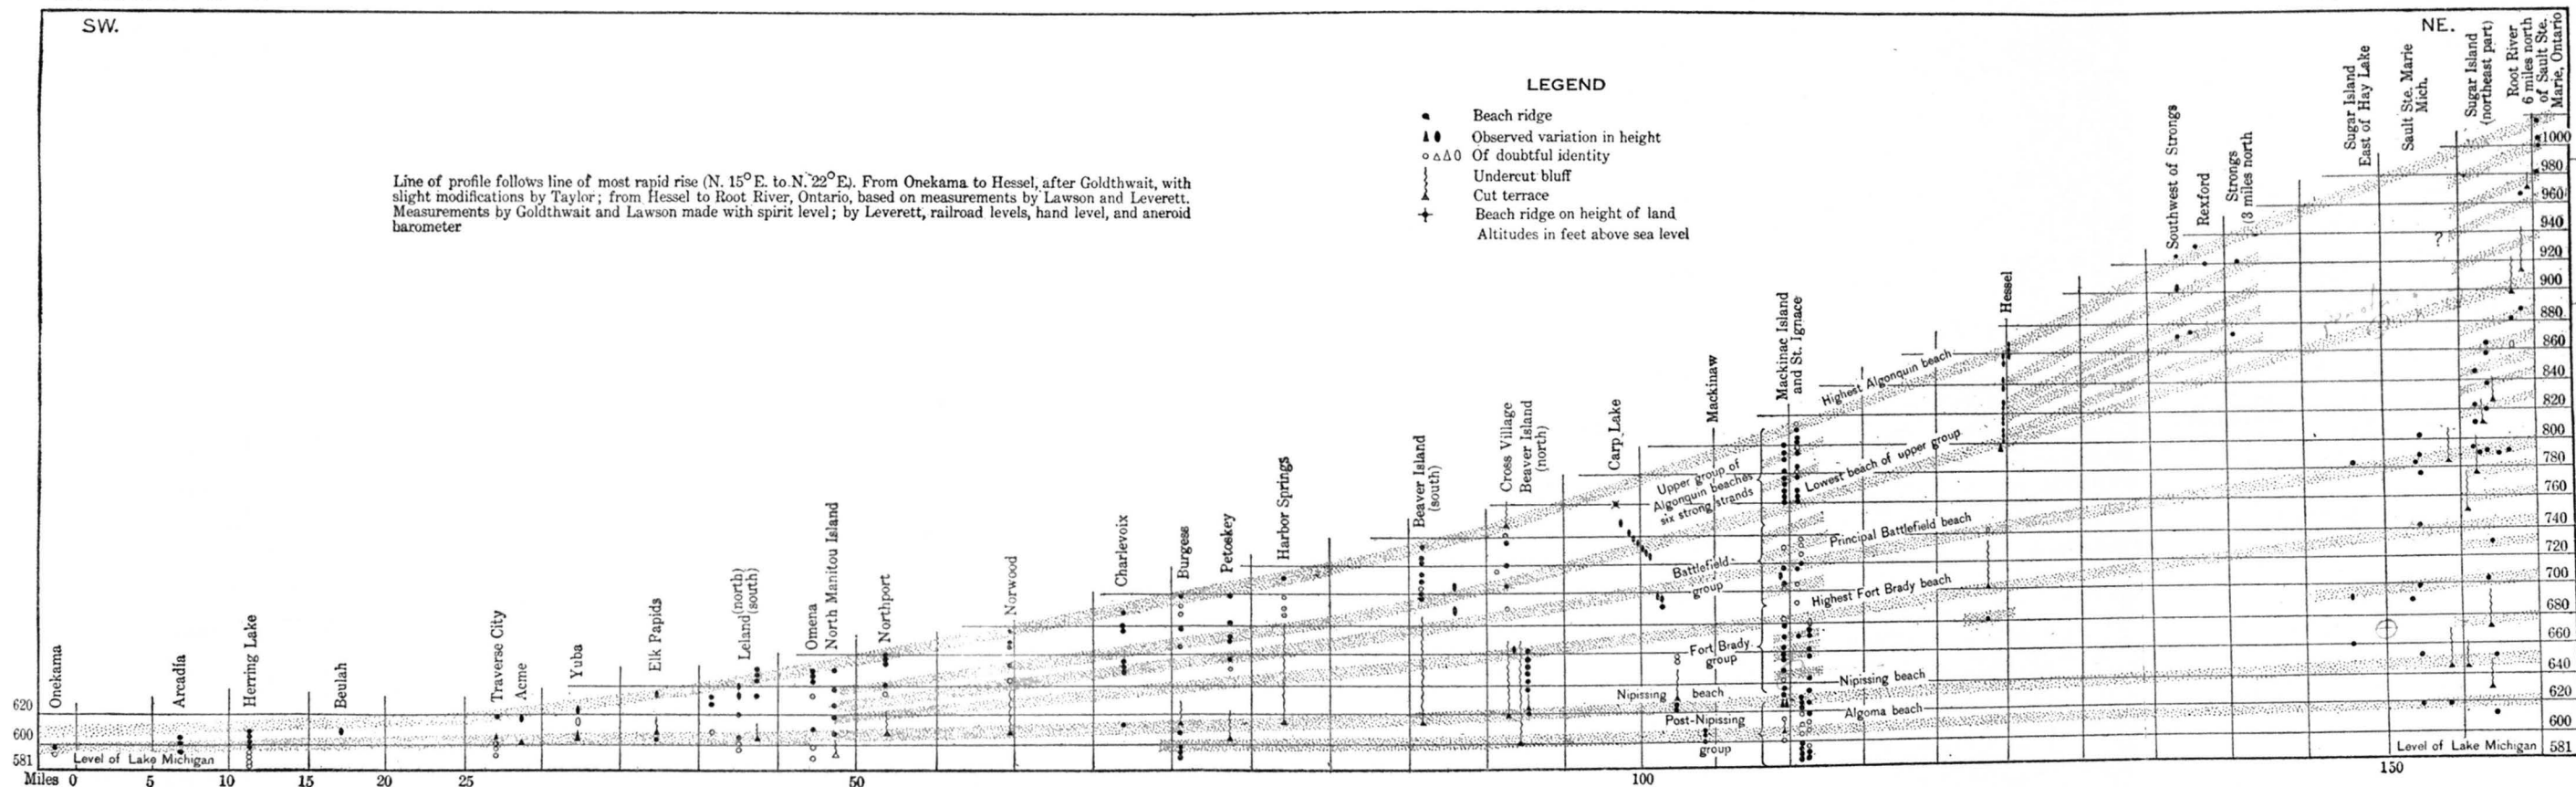 SW.
NE.
LEGEND
Beach ridge
Observed variation in height
Of doubtful identity
Undercut bluff
Cut terrace
Beach ridge on height of land
Altitudes in feet above sea level
Line of profile follows line of most rapid rise (N. 15° E. to N. 22° E). From Onekama to Hessel, after Goldthwait, with
slight modifications by Taylor; from Hessel to Root River, Ontario, based on measurements by Lawson and Leverett.
Measurements by Goldthwait and Lawson made with spirit level; by Leverett, railroad levels, hand level, and aneroid
barometer
Onekama
Arcadia
Herring Lake
Beulah
Traverse City
Acme
Yuba
Elk Papids
Leland (north)
(south)
Omena
North Manitou Island
Northport
Norwood
Charlevoix
Burgess
Petoskey
Harbor Springs
Beaver Island
(south)
Cross Village
Beaver Island
(north)
Carp Lake
Mackinaw
Mackinac Island
and St. Ignace
Hessel
Southwest of Strongs
Rexford
Strongs
(3 miles north
Sugar Island
East of Hay Lake
Sault Ste. Marie
Mich.
Sugar Island
(northeast part)
Root River
6 miles north
of Sault Ste.
Marie, Ontario
Highest Algonquin beach
Upper group of
Algonquin beaches
six strong strands
Lowest beach of upper group
Battlefield
group
Principal Battlefield beach
Highest Fort Brady beach
Fort Brady
group
Nipissing beach
Nipissing beach
Post-Nipissing
group
Algoma beach
?
1000
980
960
940
920
900
880
860
840
820
800
780
760
740
720
700
680
660
640
620
600
581
620
600
581
Level of Lake Michigan
Level of Lake Michigan
Miles 0 5 10 15 20 25 50 100 150